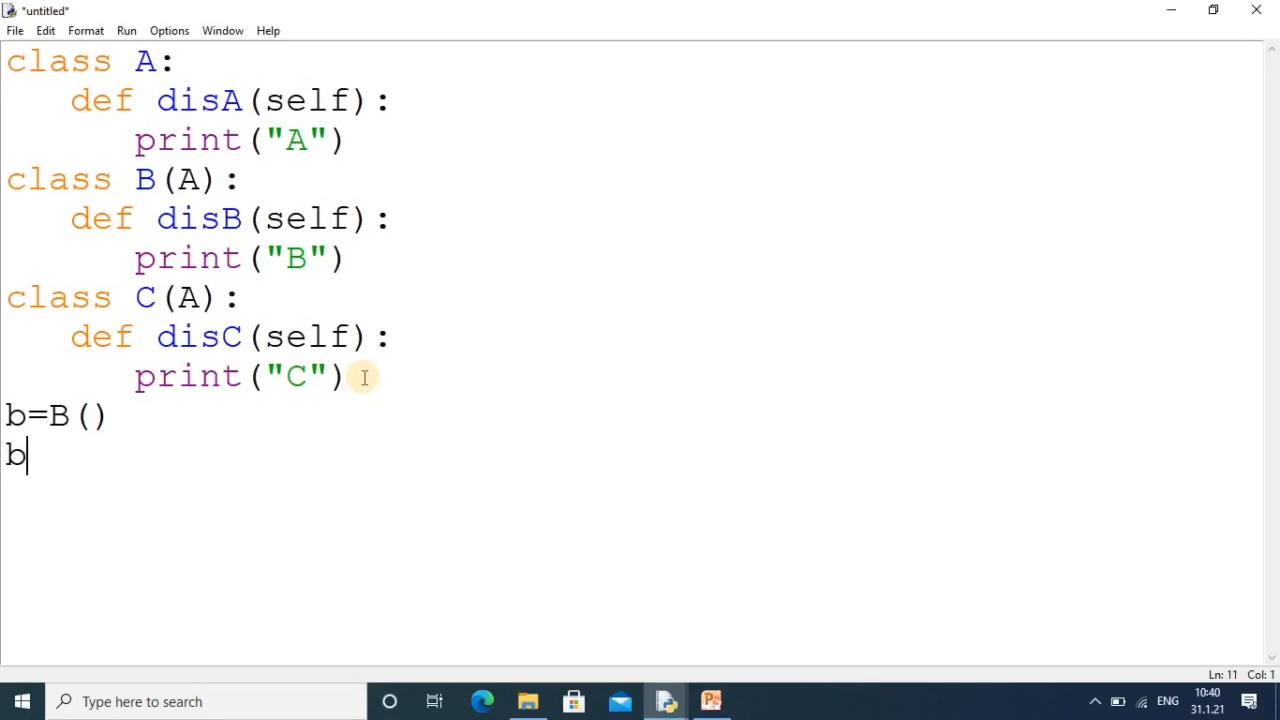 *untitled*
File Edit Format Run Options Window Help
class A:
   def disA(self):
      print("A")
class B(A):
   def disB(self):
      print("B")
class C(A):
   def disC(self):
      print("C")
b=B()
b
Ln: 11 Col: 1
Type here to search
ENG
10:40
31.1.21